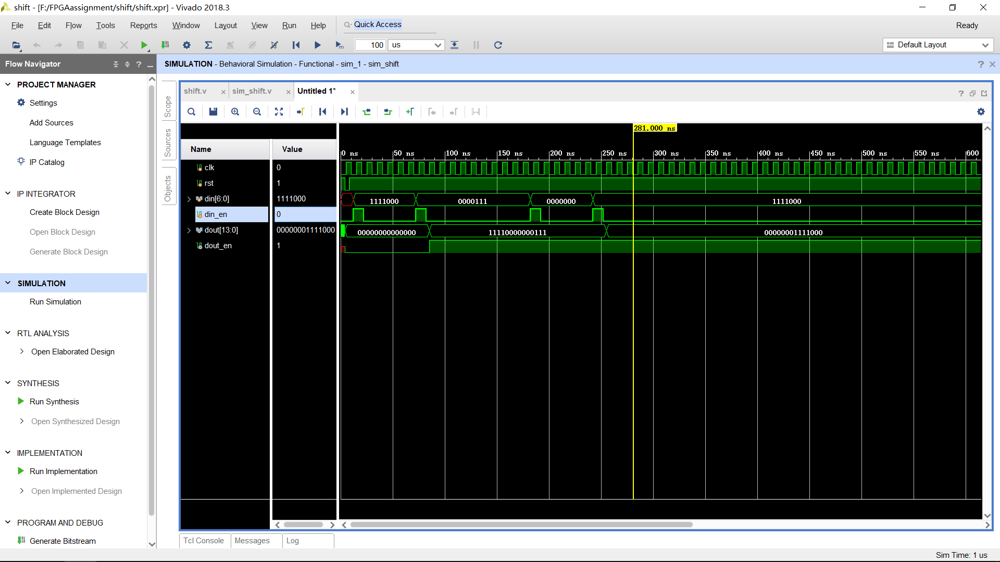 shift - [F:/FPGAassignment/shift/shift.xpr] - Vivado 2018.3
File Edit Flow Tools Reports Window Layout View Run Help Quick Access Ready
100 us Default Layout
Flow Navigator
SIMULATION - Behavioral Simulation - Functional - sim_1 - sim_shift
PROJECT MANAGER
Settings
Add Sources
Language Templates
IP Catalog
IP INTEGRATOR
Create Block Design
Open Block Design
Generate Block Design
SIMULATION
Run Simulation
RTL ANALYSIS
Open Elaborated Design
SYNTHESIS
Run Synthesis
Open Synthesized Design
IMPLEMENTATION
Run Implementation
Open Implemented Design
PROGRAM AND DEBUG
Generate Bitstream
Scope
Sources
Objects
shift.v sim_shift.v Untitled 1*
281.000 ns
Name Value
0 ns 50 ns 100 ns 150 ns 200 ns 250 ns 300 ns 350 ns 400 ns 450 ns 500 ns 550 ns 600
clk 0
rst 1
din[6:0] 1111000 1111000 0000111 0000000 1111000
din_en 0
dout[13:0] 00000001111000 00000000000000 11110000000111 00000001111000
dout_en 1
Tcl Console Messages Log
Sim Time: 1 us